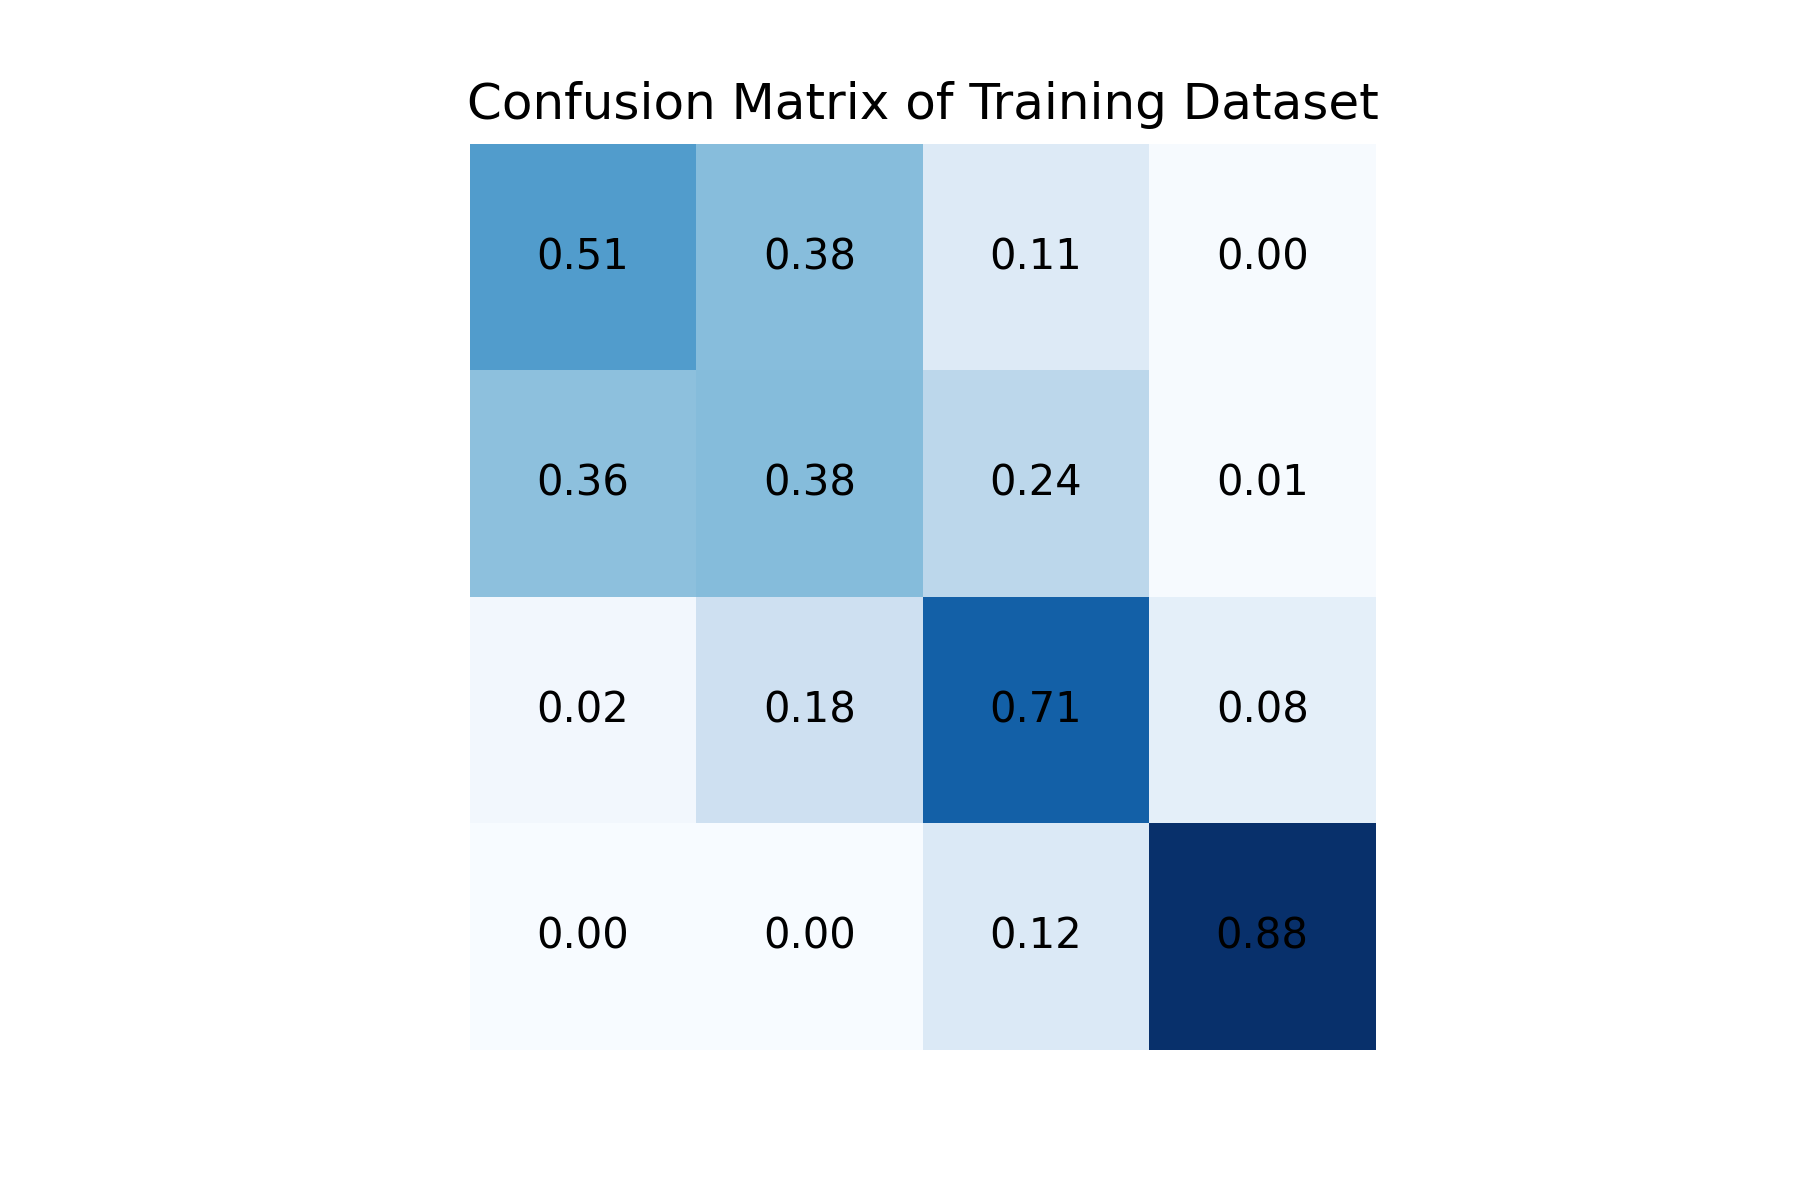 Confusion Matrix of Training Dataset
0.51 0.38 0.11 0.00
0.36 0.38 0.24 0.01
0.02 0.18 0.71 0.08
0.00 0.00 0.12 0.88